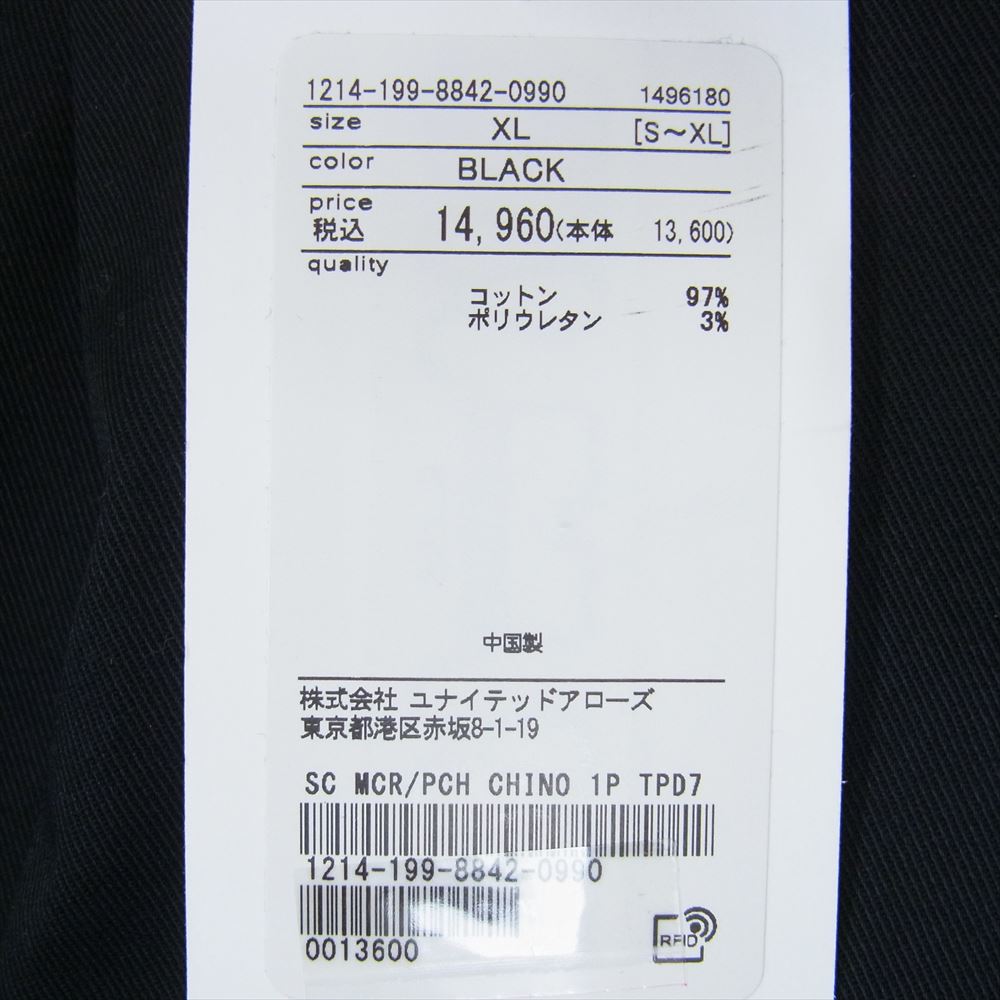 1214-199-8842-0990 1496180
size XL [S～XL]
color BLACK
price
税込 14,960(本体 13,600)
quality
コットン 97%
ポリウレタン 3%
中国製
株式会社 ユナイテッドアローズ
東京都港区赤坂8-1-19
SC MCR/PCH CHINO 1P TPD7
1214-199-8842-0990
0013600
RFID